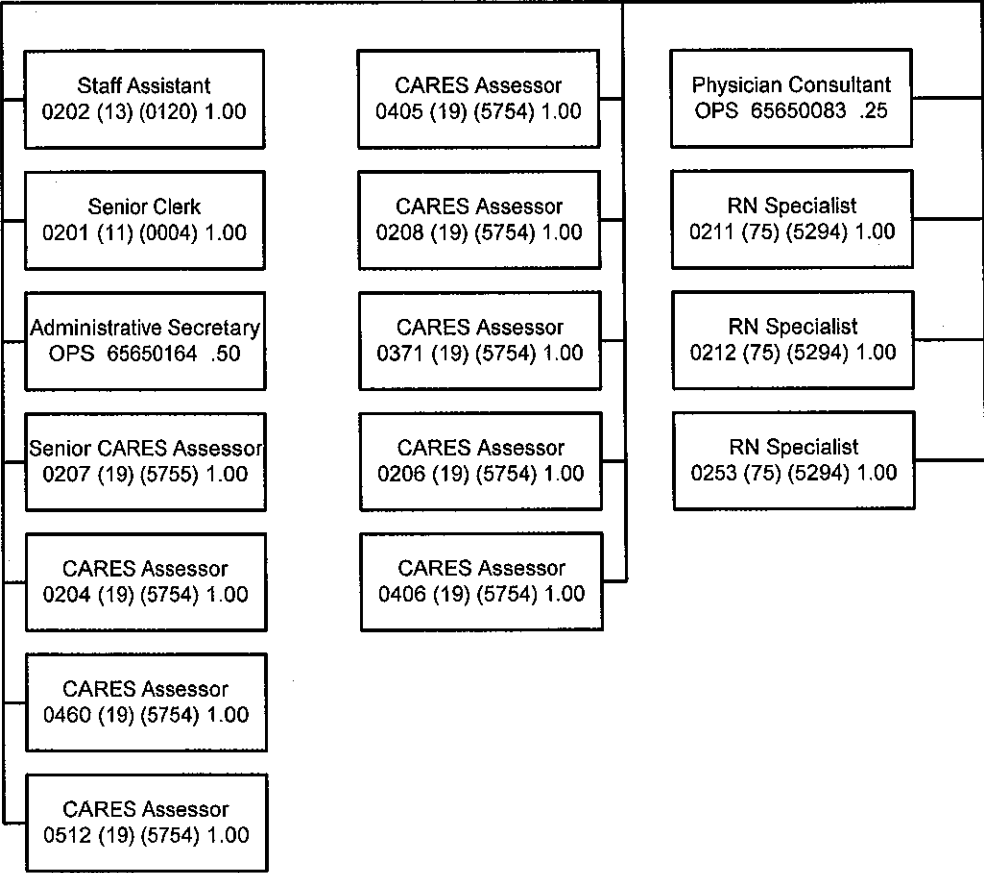 Staff Assistant
0202 (13) (0120) 1.00
Senior Clerk
0201 (11) (0004) 1.00
Administrative Secretary
OPS 65650164 .50
Senior CARES Assessor
0207 (19) (5755) 1.00
CARES Assessor
0204 (19) (5754) 1.00
CARES Assessor
0460 (19) (5754) 1.00
CARES Assessor
0512 (19) (5754) 1.00
CARES Assessor
0405 (19) (5754) 1.00
CARES Assessor
0208 (19) (5754) 1.00
CARES Assessor
0371 (19) (5754) 1.00
CARES Assessor
0206 (19) (5754) 1.00
CARES Assessor
0406 (19) (5754) 1.00
Physician Consultant
OPS 65650083 .25
RN Specialist
0211 (75) (5294) 1.00
RN Specialist
0212 (75) (5294) 1.00
RN Specialist
0253 (75) (5294) 1.00